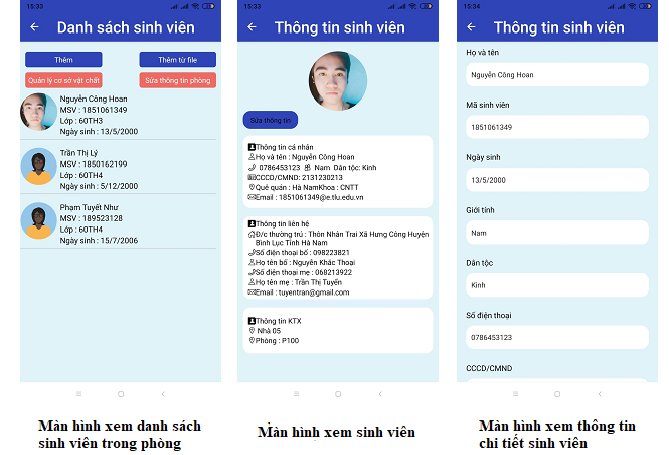 15:33
Danh sách sinh viên
Thêm
Thêm từ file
Quản lý cơ sở vật chất
Sửa thông tin phòng
Nguyễn Công Hoan
MSV : 1851061349
Lớp : 60TH3
Ngày sinh : 13/5/2000
Trần Thị Lý
MSV : 1850162199
Lớp : 60TH4
Ngày sinh : 5/12/2000
Phạm Tuyết Như
MSV : 189523128
Lớp : 60TH4
Ngày sinh : 15/7/2006
Màn hình xem danh sách
sinh viên trong phòng
15:33
Thông tin sinh viên
Sửa thông tin
Thông tin cá nhân
Họ và tên : Nguyễn Công Hoan
0786453123 Nam Dân tộc: Kinh
CCCD/CMND: 2131230213
Quê quán : Hà NamKhoa : CNTT
Email : 1851061349@e.tlu.edu.vn
Thông tin liên hệ
Đ/c thường trú : Thôn Nhân Trai Xã Hưng Công Huyện
Bình Lục Tỉnh Hà Nam
Số điện thoại bố : 098223821
Họ tên bố : Nguyễn Khắc Thoại
Số điện thoại mẹ : 068213922
Họ tên mẹ : Trần Thị Tuyến
Email : tuyentran@gmail.com
Thông tin KTX
Nhà 05
Phòng : P100
Màn hình xem sinh viên
15:34
Thông tin sinh viên
Họ và tên
Nguyễn Công Hoan
Mã sinh viên
1851061349
Ngày sinh
13/5/2000
Giới tính
Nam
Dân tộc
Kinh
Số điện thoại
0786453123
CCCD/CMND
Màn hình xem thông tin
chi tiết sinh viên